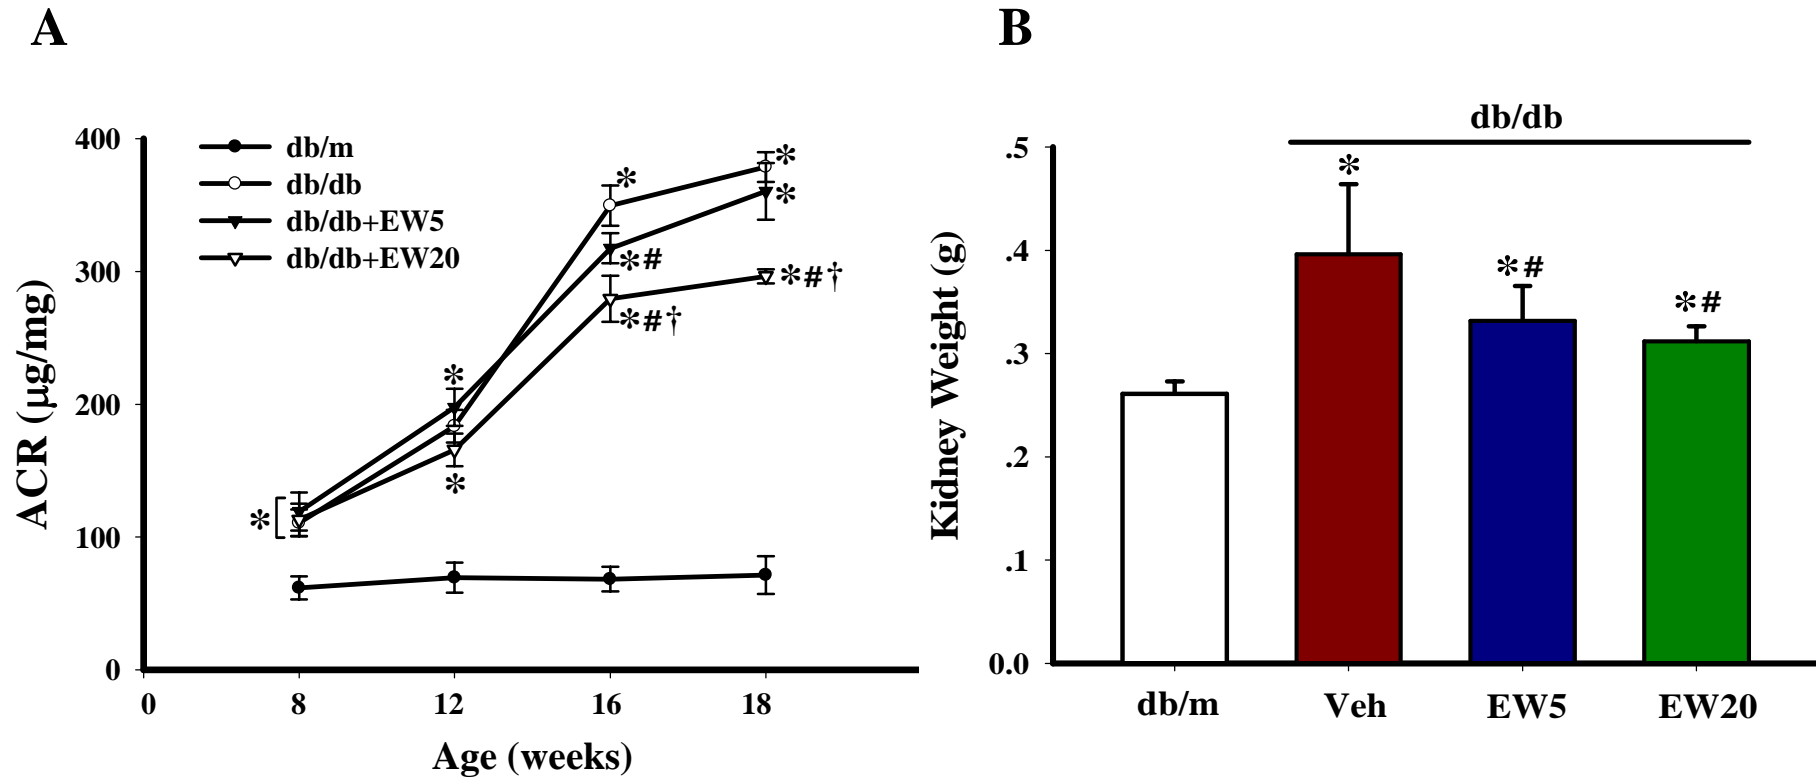 A
400
300
200
100
0
ACR (μg/mg)
db/m
db/db
db/db+EW5
db/db+EW20
*
*
*
*
*#
*#†
*
*
*#†
0 8 12 16 18
Age (weeks)
B
db/db
.5
.4
.3
.2
.1
0.0
Kidney Weight (g)
*
*#
*#
db/m Veh EW5 EW20